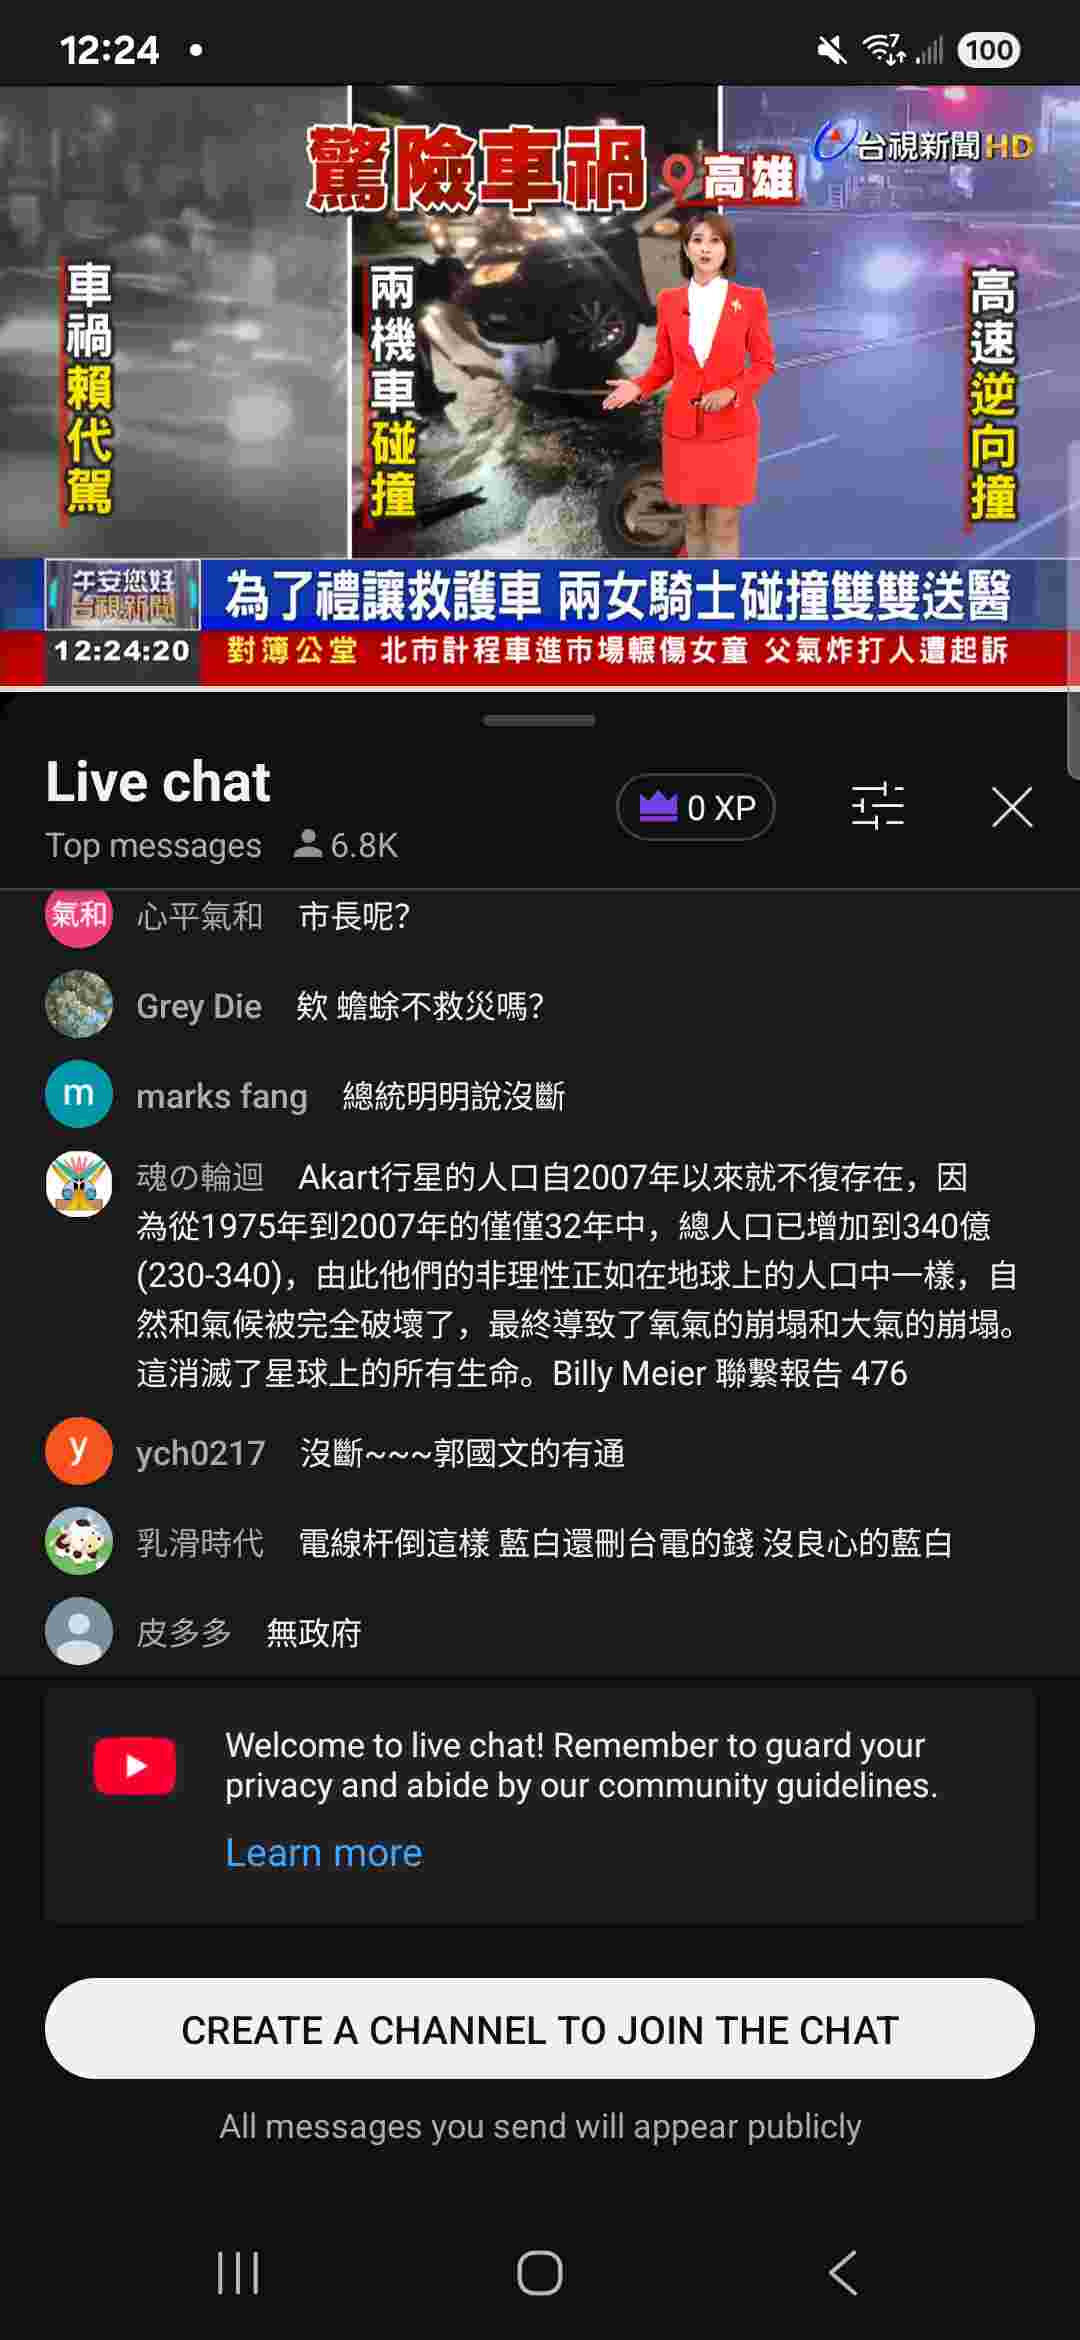 12:24
100
驚險車禍
高雄
台視新聞HD
車禍賴代駕
兩機車碰撞
高速逆向撞
午安您好
台視新聞
為了禮讓救護車 兩女騎士碰撞雙雙送醫
12:24:20
對簿公堂 北市計程車進市場輾傷女童 父氣炸打人遭起訴
Live chat
0 XP
Top messages 6.8K
氣和 心平氣和 市長呢?
Grey Die 欸 蟾蜍不救災嗎?
m marks fang 總統明明說沒斷
魂の輪迴 Akart行星的人口自2007年以來就不復存在，因
為從1975年到2007年的僅僅32年中，總人口已增加到340億
(230-340)，由此他們的非理性正如在地球上的人口中一樣，自
然和氣候被完全破壞了，最終導致了氧氣的崩塌和大氣的崩塌。
這消滅了星球上的所有生命。Billy Meier 聯繫報告 476
y ych0217 沒斷~~~郭國文的有通
乳滑時代 電線杆倒這樣 藍白還刪台電的錢 沒良心的藍白
皮多多 無政府
Welcome to live chat! Remember to guard your
privacy and abide by our community guidelines.
Learn more
CREATE A CHANNEL TO JOIN THE CHAT
All messages you send will appear publicly